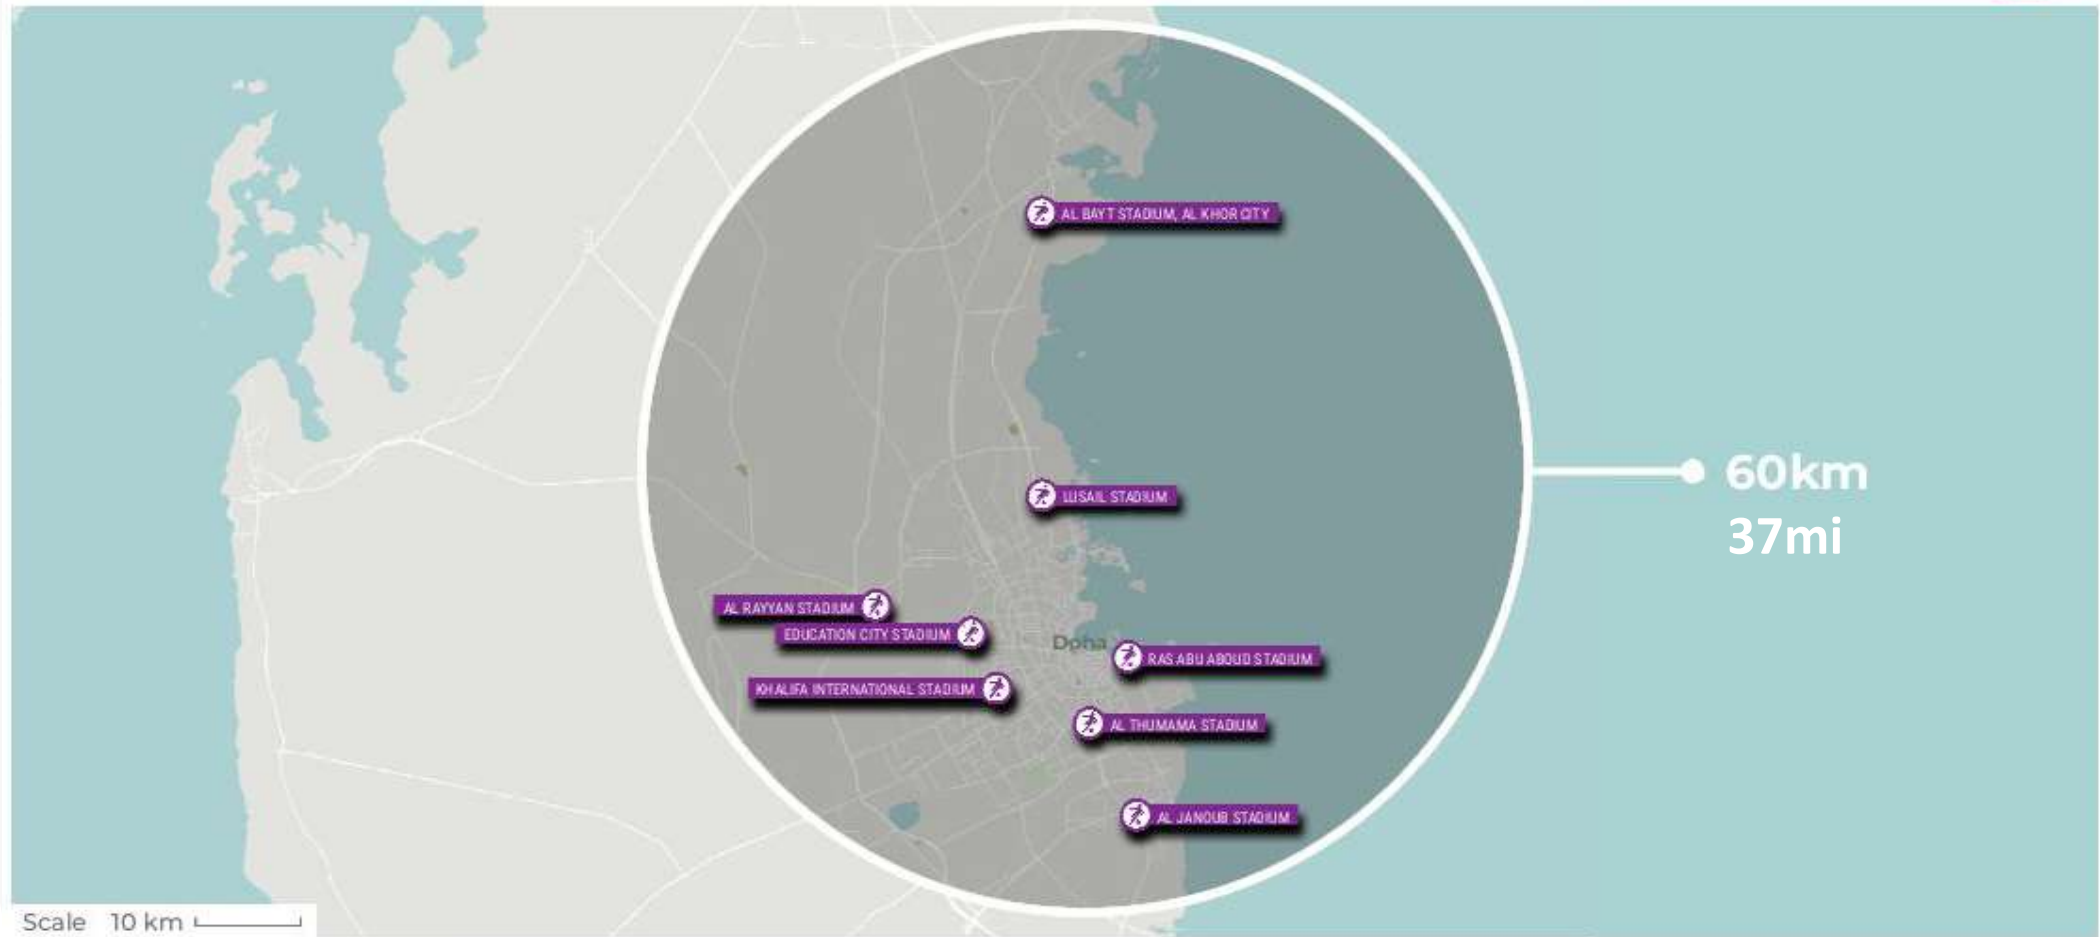 AL BAYT STADIUM, AL KHOR CITY
60km
37mi
LUSAIL STADIUM
AL RAYYAN STADIUM
EDUCATION CITY STADIUM
Doha
RAS ABU ABOUD STADIUM
KHALIFA INTERNATIONAL STADIUM
AL THUMAMA STADIUM
AL JANOUB STADIUM
Scale 10 km